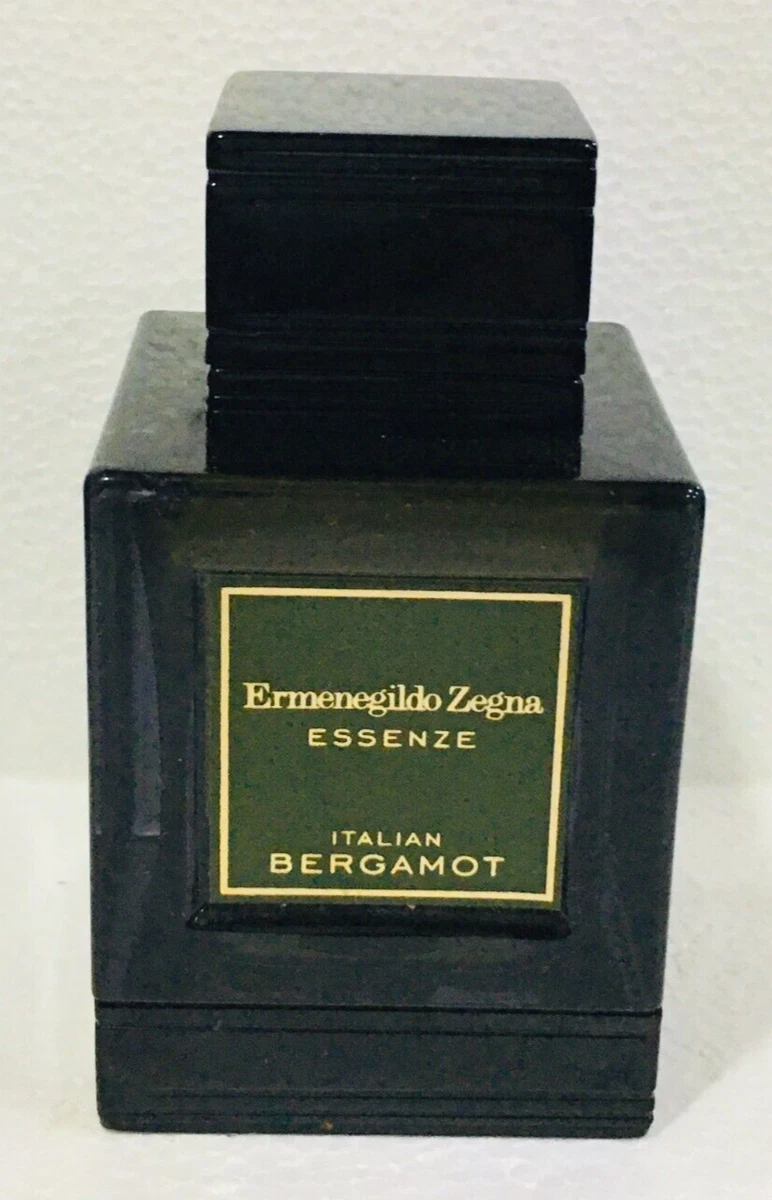 Ermenegildo Zegna
ESSENZE
ITALIAN
BERGAMOT